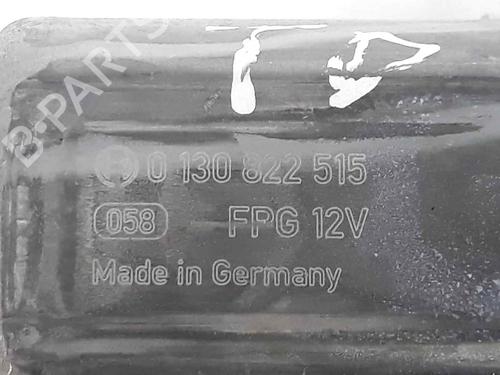 B-PARTS
T D
0 130 822 515
058 FPG 12V
Made in Germany